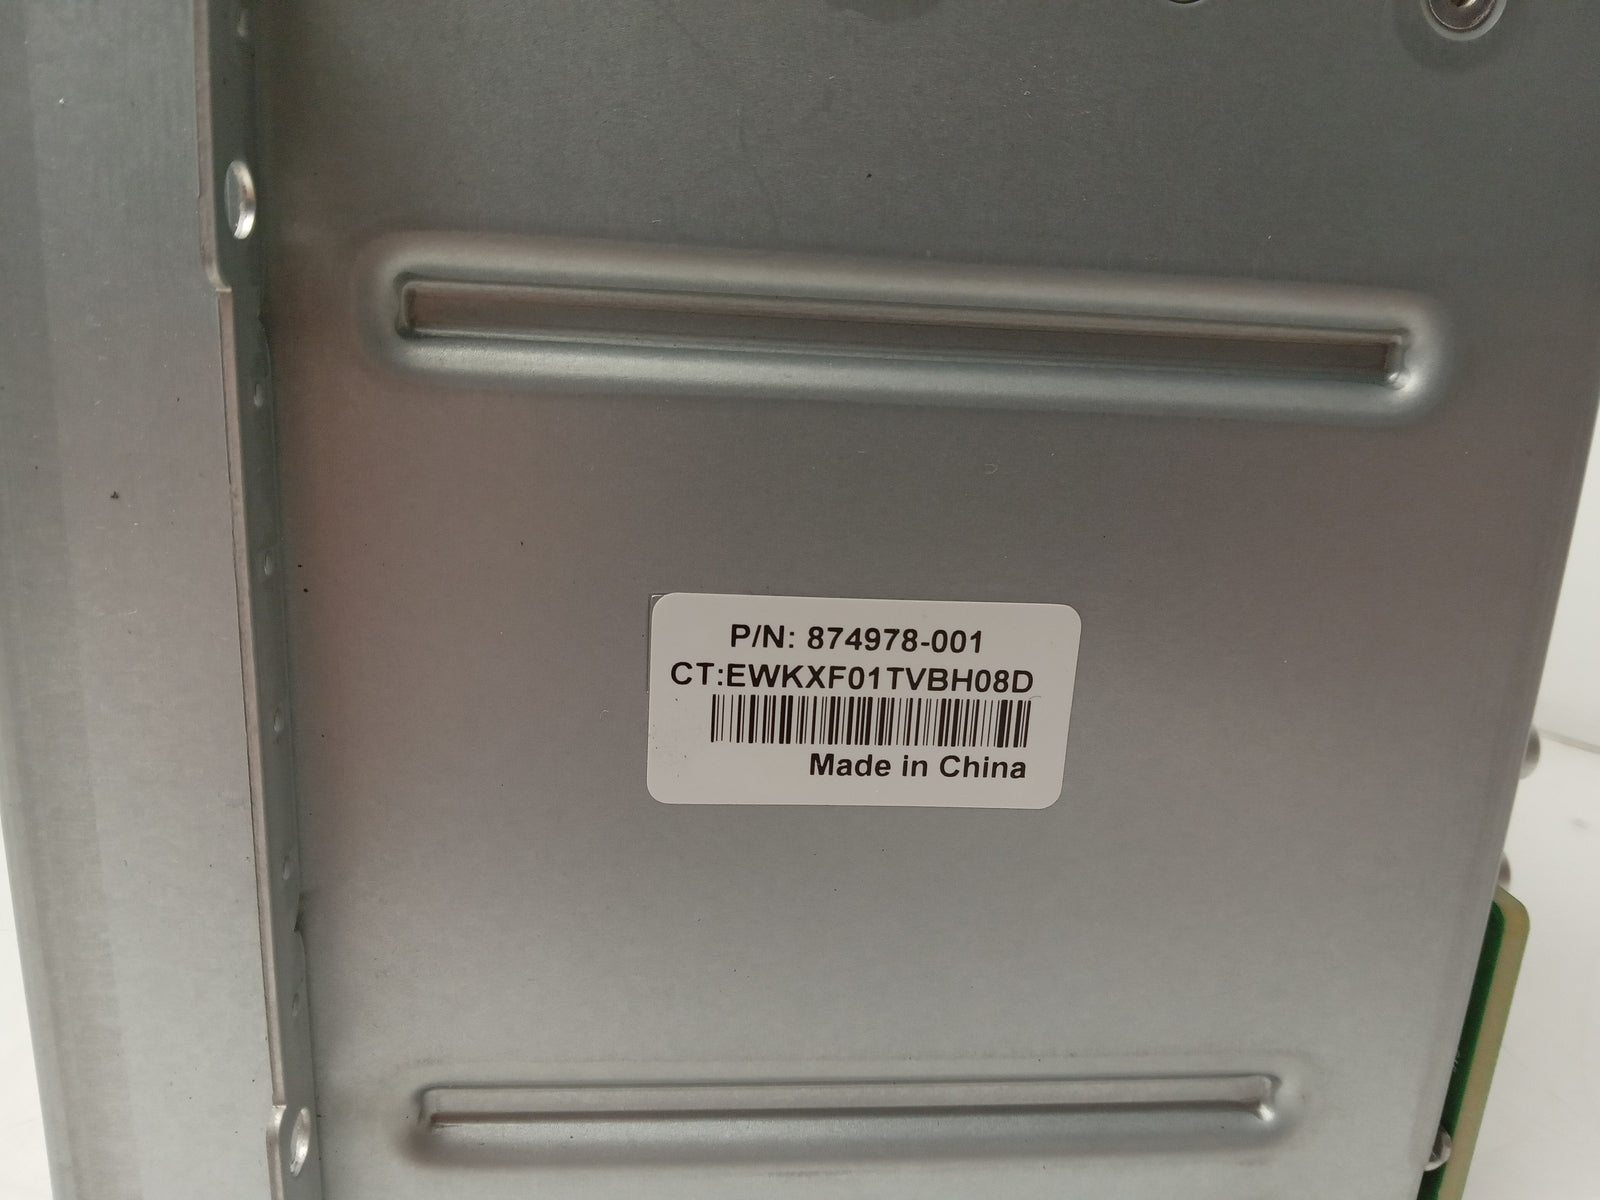 P/N: 874978-001
CT:EWKXF01TVBH08D
Made in China